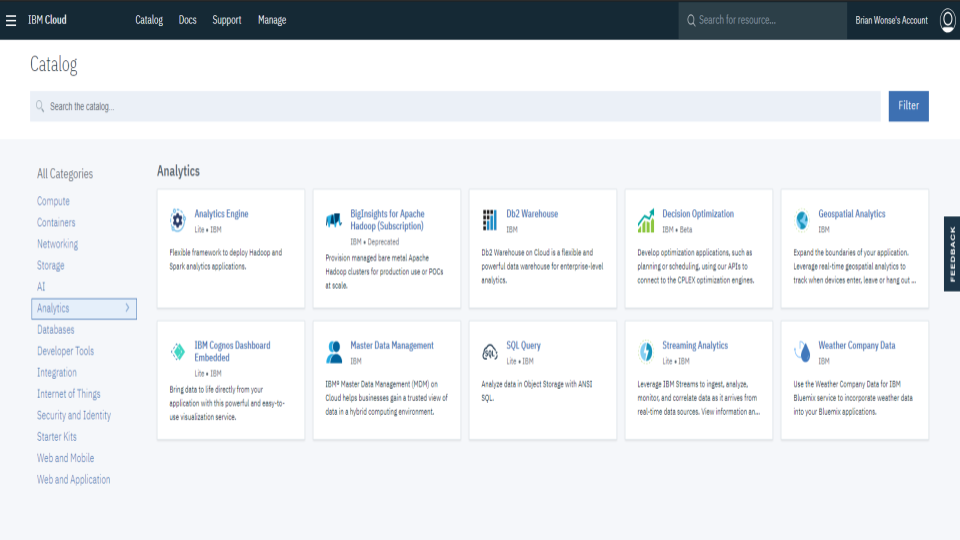 IBM Cloud
Catalog
Docs
Support
Manage
Search for resource...
Brian Wonse's Account
Catalog
Search the catalog...
Filter
All Categories
Compute
Containers
Networking
Storage
AI
Analytics
Databases
Developer Tools
Integration
Internet of Things
Security and Identity
Starter Kits
Web and Mobile
Web and Application
Analytics
Analytics Engine
Lite • IBM
Flexible framework to deploy Hadoop and
Spark analytics applications.
BigInsights for Apache
Hadoop (Subscription)
IBM • Deprecated
Provision managed bare metal Apache
Hadoop clusters for production use or POCs
at scale.
Db2 Warehouse
IBM
Db2 Warehouse on Cloud is a flexible and
powerful data warehouse for enterprise-level
analytics.
Decision Optimization
IBM • Beta
Develop optimization applications, such as
planning or scheduling, using our APIs to
connect to the CPLEX optimization engines.
Geospatial Analytics
IBM
Expand the boundaries of your application.
Leverage real-time geospatial analytics to
track when devices enter, leave or hang out ...
IBM Cognos Dashboard
Embedded
Lite • IBM
Bring data to life directly from your
application with this powerful and easy-to-
use visualization service.
Master Data Management
IBM
IBM® Master Data Management (MDM) on
Cloud helps businesses gain a trusted view of
data in a hybrid computing environment.
SQL
SQL Query
Lite • IBM
Analyze data in Object Storage with ANSI
SQL.
Streaming Analytics
Lite • IBM
Leverage IBM Streams to ingest, analyze,
monitor, and correlate data as it arrives from
real-time data sources. View information an...
Weather Company Data
IBM
Use the Weather Company Data for IBM
Bluemix service to incorporate weather data
into your Bluemix applications.
FEEDBACK